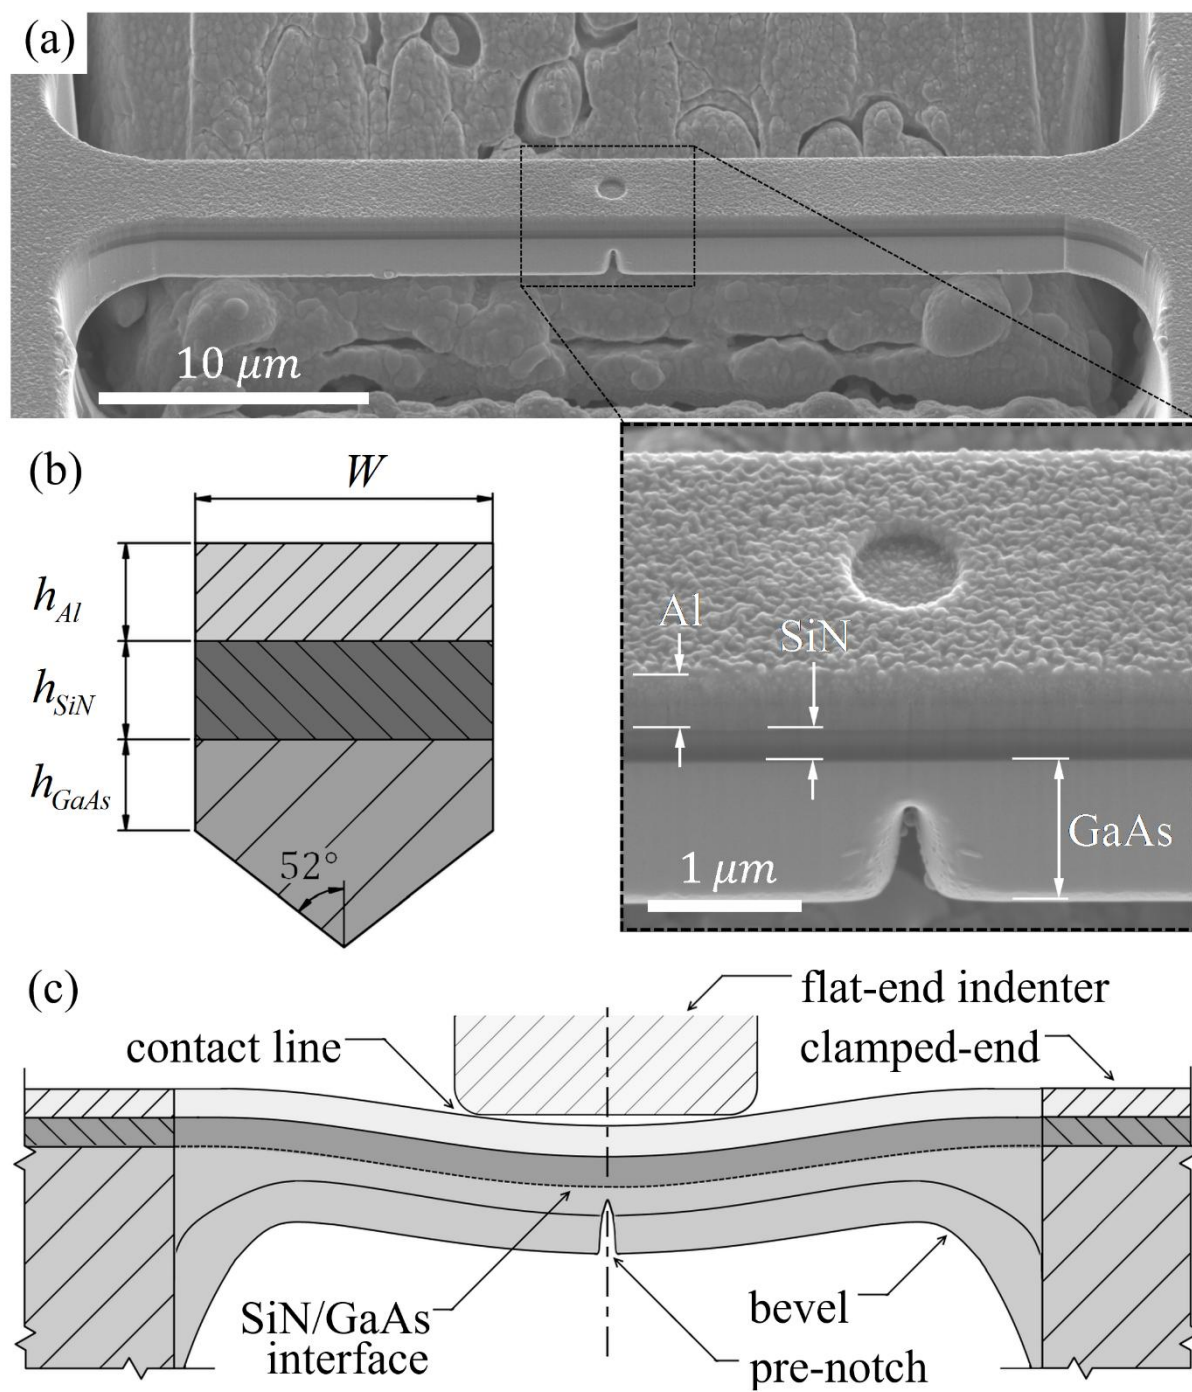 (a)
10 μm
(b)
W
h_Al
h_SiN
h_GaAs
52°
Al
SiN
GaAs
1 μm
(c)
flat-end indenter
contact line
clamped-end
SiN/GaAs
interface
bevel
pre-notch